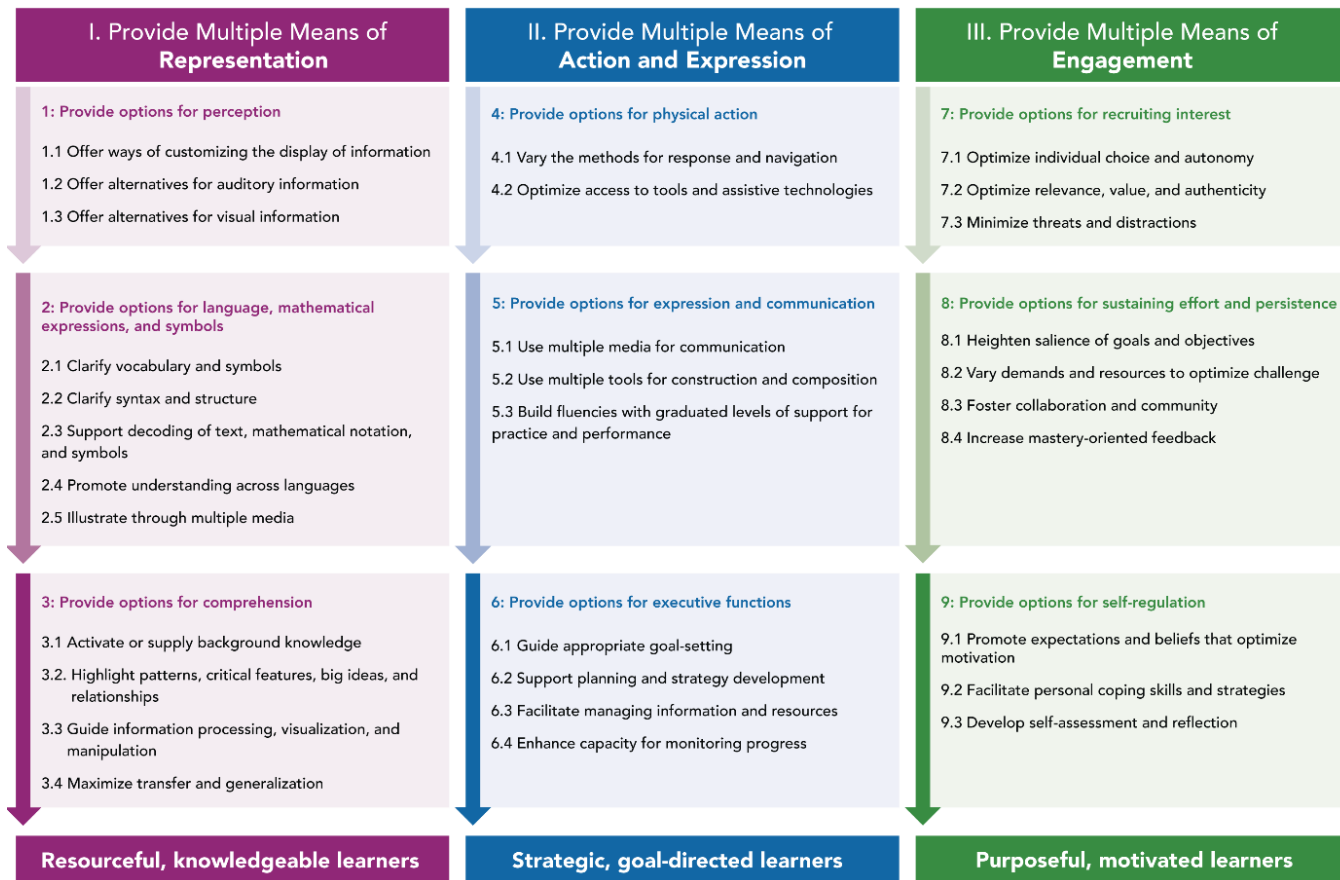 I. Provide Multiple Means of
Representation
1: Provide options for perception
1.1 Offer ways of customizing the display of information
1.2 Offer alternatives for auditory information
1.3 Offer alternatives for visual information
2: Provide options for language, mathematical
expressions, and symbols
2.1 Clarify vocabulary and symbols
2.2 Clarify syntax and structure
2.3 Support decoding of text, mathematical notation,
and symbols
2.4 Promote understanding across languages
2.5 Illustrate through multiple media
3: Provide options for comprehension
3.1 Activate or supply background knowledge
3.2. Highlight patterns, critical features, big ideas, and
relationships
3.3 Guide information processing, visualization, and
manipulation
3.4 Maximize transfer and generalization
Resourceful, knowledgeable learners
II. Provide Multiple Means of
Action and Expression
4: Provide options for physical action
4.1 Vary the methods for response and navigation
4.2 Optimize access to tools and assistive technologies
5: Provide options for expression and communication
5.1 Use multiple media for communication
5.2 Use multiple tools for construction and composition
5.3 Build fluencies with graduated levels of support for
practice and performance
6: Provide options for executive functions
6.1 Guide appropriate goal-setting
6.2 Support planning and strategy development
6.3 Facilitate managing information and resources
6.4 Enhance capacity for monitoring progress
Strategic, goal-directed learners
III. Provide Multiple Means of
Engagement
7: Provide options for recruiting interest
7.1 Optimize individual choice and autonomy
7.2 Optimize relevance, value, and authenticity
7.3 Minimize threats and distractions
8: Provide options for sustaining effort and persistence
8.1 Heighten salience of goals and objectives
8.2 Vary demands and resources to optimize challenge
8.3 Foster collaboration and community
8.4 Increase mastery-oriented feedback
9: Provide options for self-regulation
9.1 Promote expectations and beliefs that optimize
motivation
9.2 Facilitate personal coping skills and strategies
9.3 Develop self-assessment and reflection
Purposeful, motivated learners